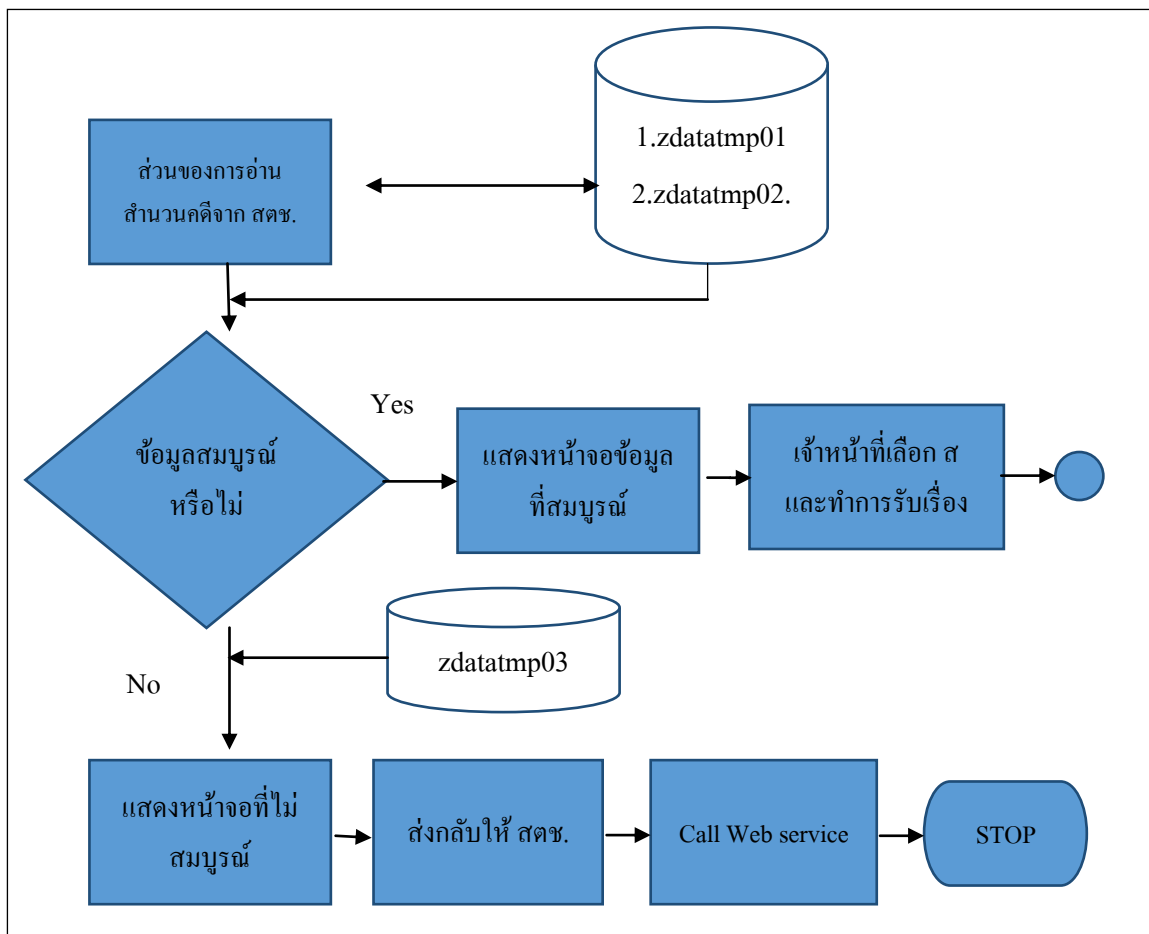 1.zdatatmp01
2.zdatatmp02.
ส่วนของการอ่าน
สำนวนคดีจาก สตช.
Yes
ข้อมูลสมบูรณ์
หรือไม่
แสดงหน้าจอข้อมูล
ที่สมบูรณ์
เจ้าหน้าที่เลือก ส
และทำการรับเรื่อง
zdatatmp03
No
แสดงหน้าจอที่ไม่
สมบูรณ์
ส่งกลับให้ สตช.
Call Web service
STOP